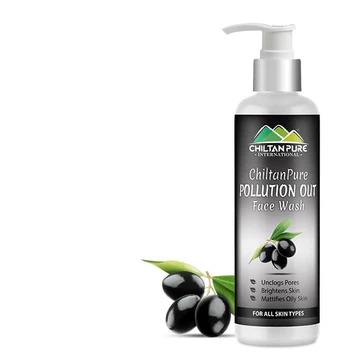 CHILTAN PURE
INTERNATIONAL
ChiltanPure
POLLUTION OUT
Face Wash
Unclogs Pores
Brightens Skin
Mattifies Oily Skin
FOR ALL SKIN TYPES